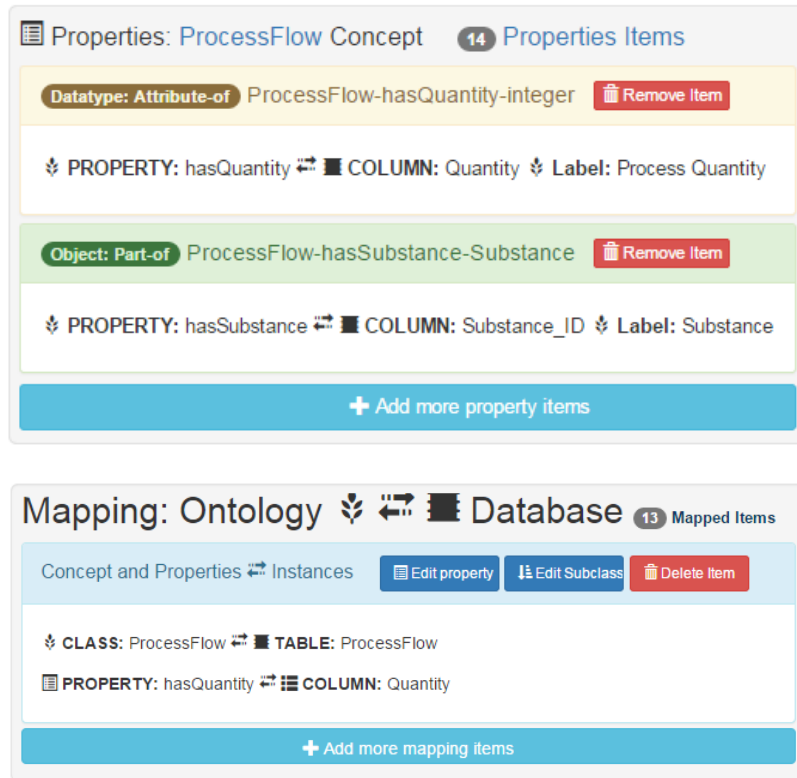 Properties: ProcessFlow Concept 14 Properties Items
Datatype: Attribute-of ProcessFlow-hasQuantity-integer Remove Item
PROPERTY: hasQuantity COLUMN: Quantity Label: Process Quantity
Object: Part-of ProcessFlow-hasSubstance-Substance Remove Item
PROPERTY: hasSubstance COLUMN: Substance_ID Label: Substance
Add more property items
Mapping: Ontology Database 13 Mapped Items
Concept and Properties Instances Edit property Edit Subclass Delete Item
CLASS: ProcessFlow TABLE: ProcessFlow
PROPERTY: hasQuantity COLUMN: Quantity
Add more mapping items